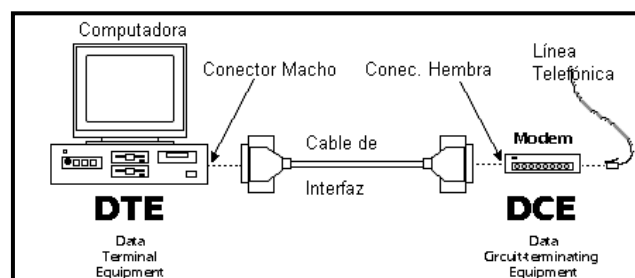 Computadora
Conector Macho
Conec. Hembra
Línea
Telefónica
Cable de
Interfaz
Modem
DTE
Data
Terminal
Equipment
DCE
Data
Circuit-terminating
Equipment